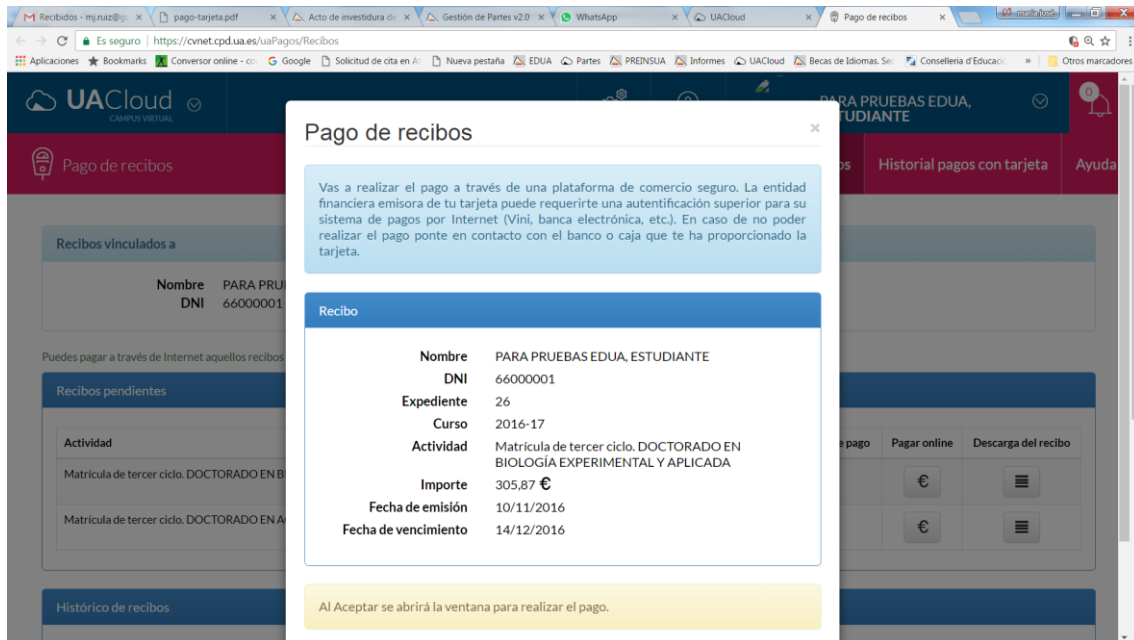 Recibidos - mj.ruiz@g
pago-tarjeta.pdf
Acto de investidura de
Gestión de Partes v2.0
WhatsApp
UACloud
Pago de recibos
Es seguro | https://cvnet.cpd.ua.es/uaPagos/Recibos
Aplicaciones
Bookmarks
Conversor online - co
Google
Solicitud de cita en A
Nueva pestaña
EDUA
Partes
PREINSUA
Informes
UACloud
Becas de Idiomas. Sec
Conselleria d'Educació
»
Otros marcadores
UACloud
CAMPUS VIRTUAL
PARA PRUEBAS EDUA,
0
Pago de recibos
os
Historial pagos con tarjeta
Ayuda
Recibos vinculados a
Nombre PARA PRU
DNI 66000001
Puedes pagar a través de Internet aquellos recibos
Recibos pendientes
Actividad
e pago
Pagar online
Descarga del recibo
Matrícula de tercer ciclo. DOCTORADO EN B
€
Matrícula de tercer ciclo. DOCTORADO EN A
€
Histórico de recibos
Pago de recibos ×
Vas a realizar el pago a través de una plataforma de comercio seguro. La entidad
financiera emisora de tu tarjeta puede requerirte una autentificación superior para su
sistema de pagos por Internet (Vini, banca electrónica, etc.). En caso de no poder
realizar el pago ponte en contacto con el banco o caja que te ha proporcionado la
tarjeta.
Recibo
Nombre PARA PRUEBAS EDUA, ESTUDIANTE
DNI 66000001
Expediente 26
Curso 2016-17
Actividad Matrícula de tercer ciclo. DOCTORADO EN
BIOLOGÍA EXPERIMENTAL Y APLICADA
Importe 305,87 €
Fecha de emisión 10/11/2016
Fecha de vencimiento 14/12/2016
Al Aceptar se abrirá la ventana para realizar el pago.